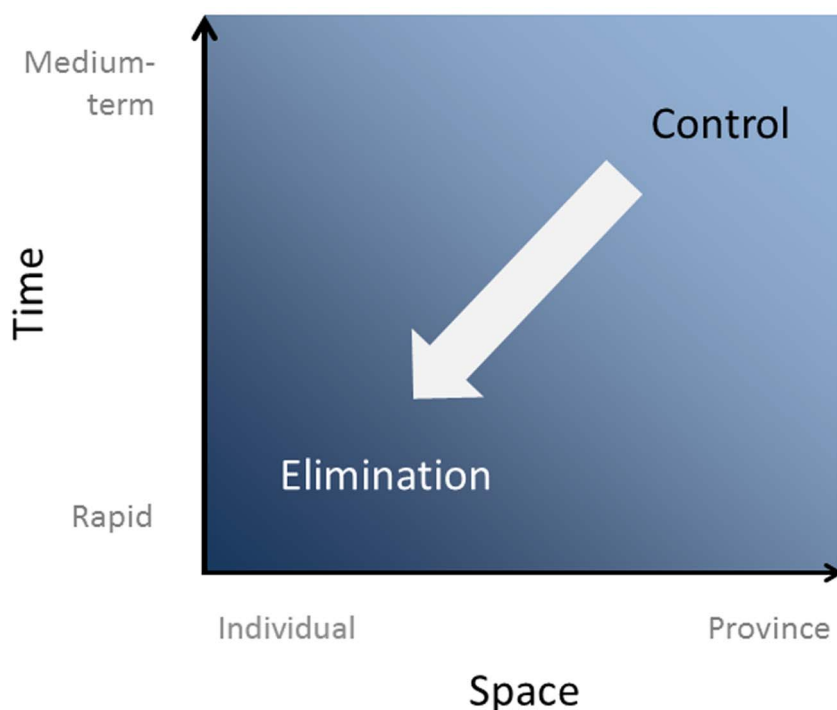 Medium-
term
Control
Time
Elimination
Rapid
Individual
Province
Space